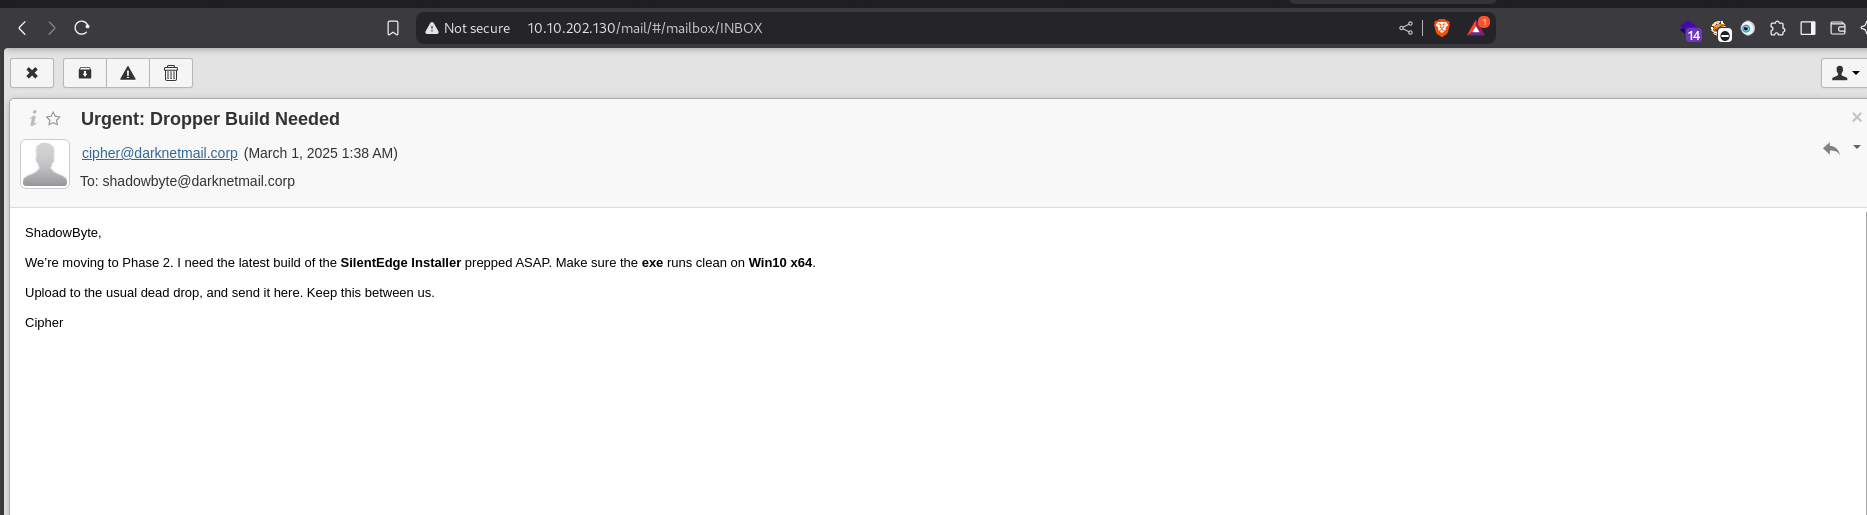 Not secure 10.10.202.130/mail/#/mailbox/INBOX 1
14
Urgent: Dropper Build Needed
cipher@darknetmail.corp (March 1, 2025 1:38 AM)
To: shadowbyte@darknetmail.corp
ShadowByte,
We’re moving to Phase 2. I need the latest build of the SilentEdge Installer prepped ASAP. Make sure the exe runs clean on Win10 x64.
Upload to the usual dead drop, and send it here. Keep this between us.
Cipher